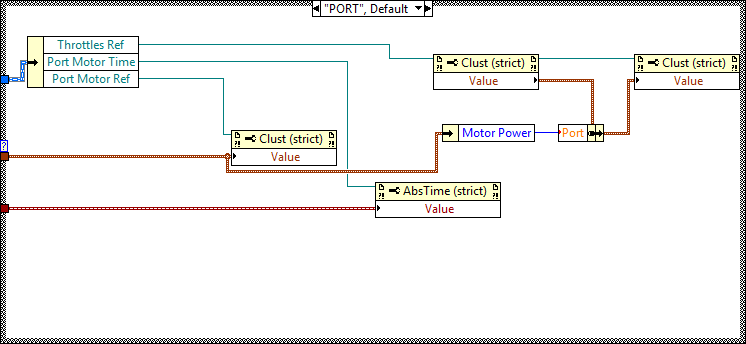 "PORT", Default
Throttles Ref
Port Motor Time
Port Motor Ref
Clust (strict)
Value
Clust (strict)
Value
Motor Power
Port
Clust (strict)
Value
AbsTime (strict)
Value
?!
?!
?!
?!
?!
?!
?!
?!
?